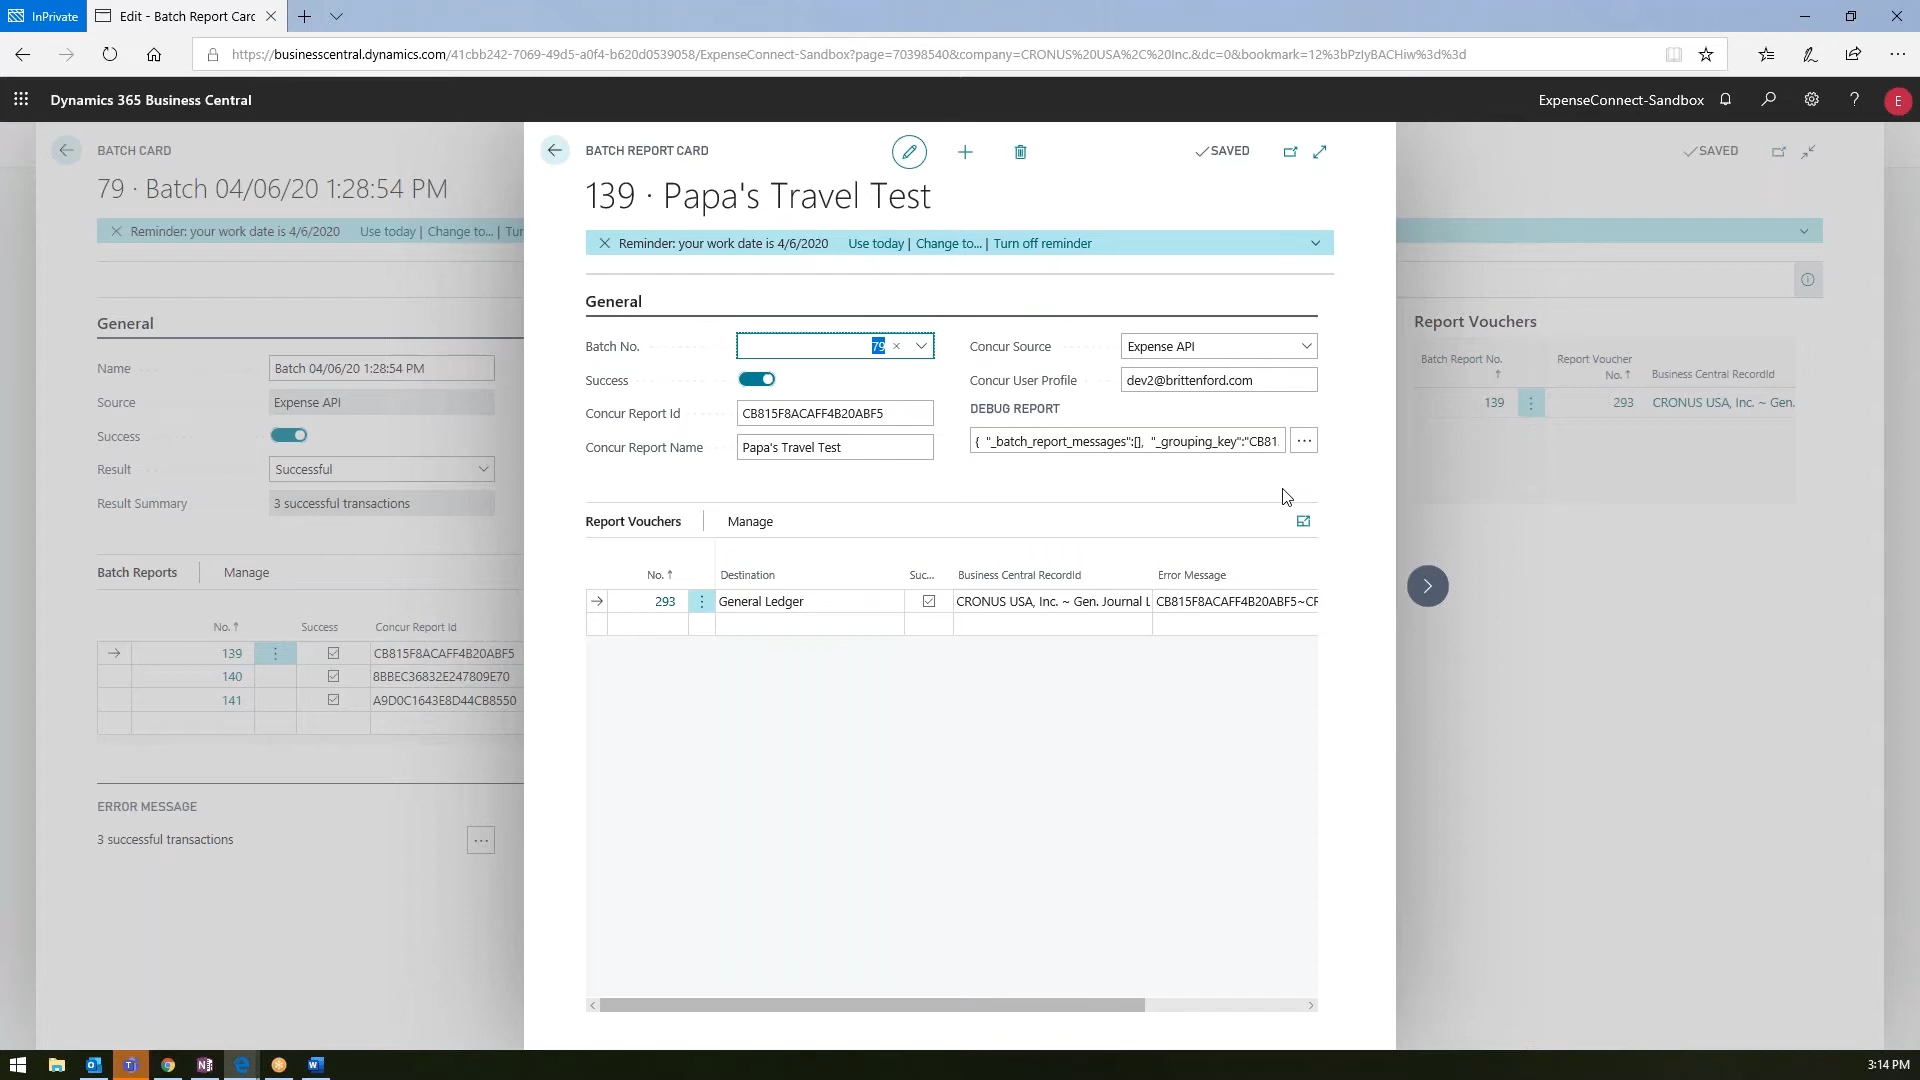 InPrivate
Edit - Batch Report Carc
https://businesscentral.dynamics.com/41cbb242-7069-49d5-a0f4-b620d0539058/ExpenseConnect-Sandbox?page=70398540&company=CRONUS%20USA%2C%20Inc.&dc=0&bookmark=12%3bPzIyBACHiw%3d%3d
Dynamics 365 Business Central
ExpenseConnect-Sandbox
?
E
BATCH CARD
79 · Batch 04/06/20 1:28:54 PM
Reminder: your work date is 4/6/2020 Use today | Change to... | Tur
General
Name Batch 04/06/20 1:28:54 PM
Source Expense API
Success
Result Successful
Result Summary 3 successful transactions
Batch Reports Manage
No. ↑ Success Concur Report Id
139 CB815F8ACAFF4B20ABF5
140 8BBEC36832E247809E70
141 A9D0C1643E8D44CB8550
ERROR MESSAGE
3 successful transactions
BATCH REPORT CARD
SAVED
139 · Papa's Travel Test
Reminder: your work date is 4/6/2020 Use today | Change to... | Turn off reminder
General
Batch No. 79
Success
Concur Report Id CB815F8ACAFF4B20ABF5
Concur Report Name Papa's Travel Test
Concur Source Expense API
Concur User Profile dev2@brittenford.com
DEBUG REPORT
{ "_batch_report_messages":[], "_grouping_key":"CB81.
Report Vouchers Manage
No. ↑ Destination Suc... Business Central RecordId Error Message
293 General Ledger CRONUS USA, Inc. ~ Gen. Journal L CB815F8ACAFF4B20ABF5~CF
SAVED
Report Vouchers
Batch Report No. ↑ Report Voucher No. ↑ Business Central RecordId
139 293 CRONUS USA, Inc. ~ Gen.
3:14 PM